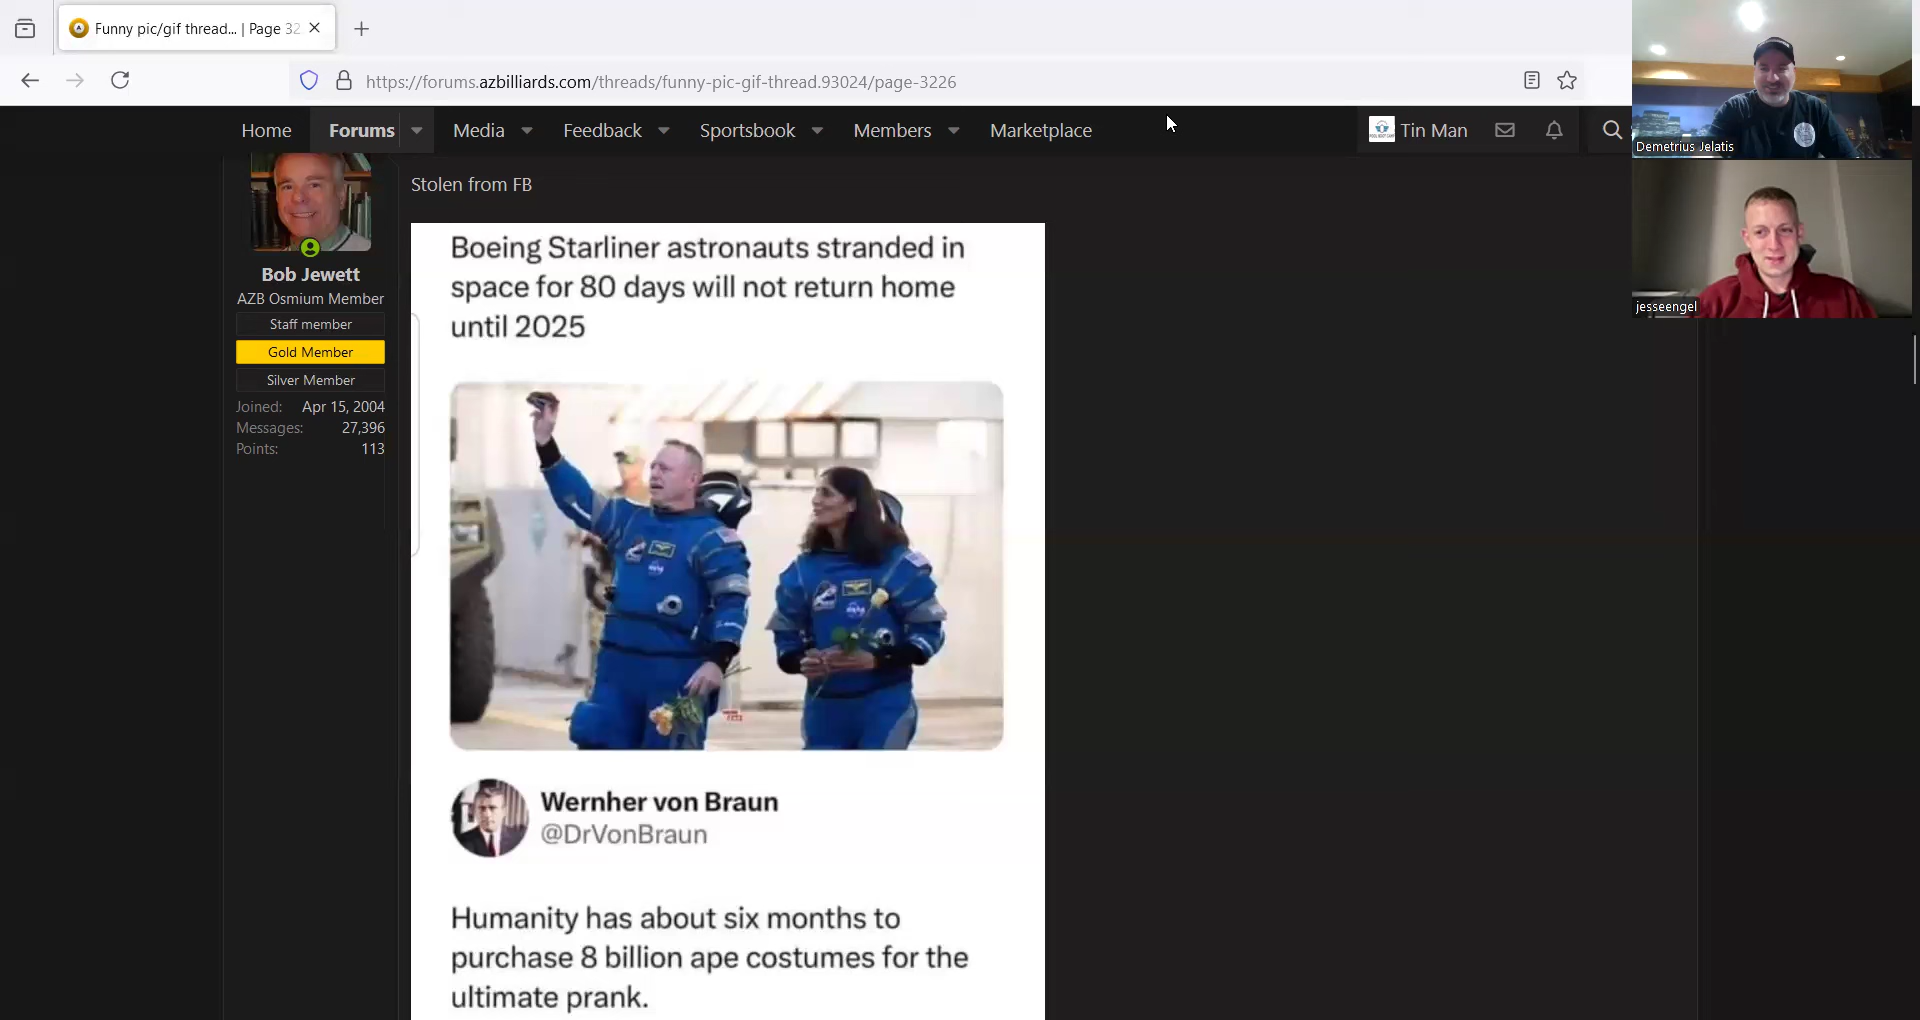 Funny pic/gif thread... | Page 32
https://forums.azbilliards.com/threads/funny-pic-gif-thread.93024/page-3226
Home
Forums
Media
Feedback
Sportsbook
Members
Marketplace
Tin Man
Demetrius Jelatis
jesseengel
Bob Jewett
AZB Osmium Member
Staff member
Gold Member
Silver Member
Joined: Apr 15, 2004
Messages: 27,396
Points: 113
Stolen from FB
Boeing Starliner astronauts stranded in
space for 80 days will not return home
until 2025
Wernher von Braun
@DrVonBraun
Humanity has about six months to
purchase 8 billion ape costumes for the
ultimate prank.